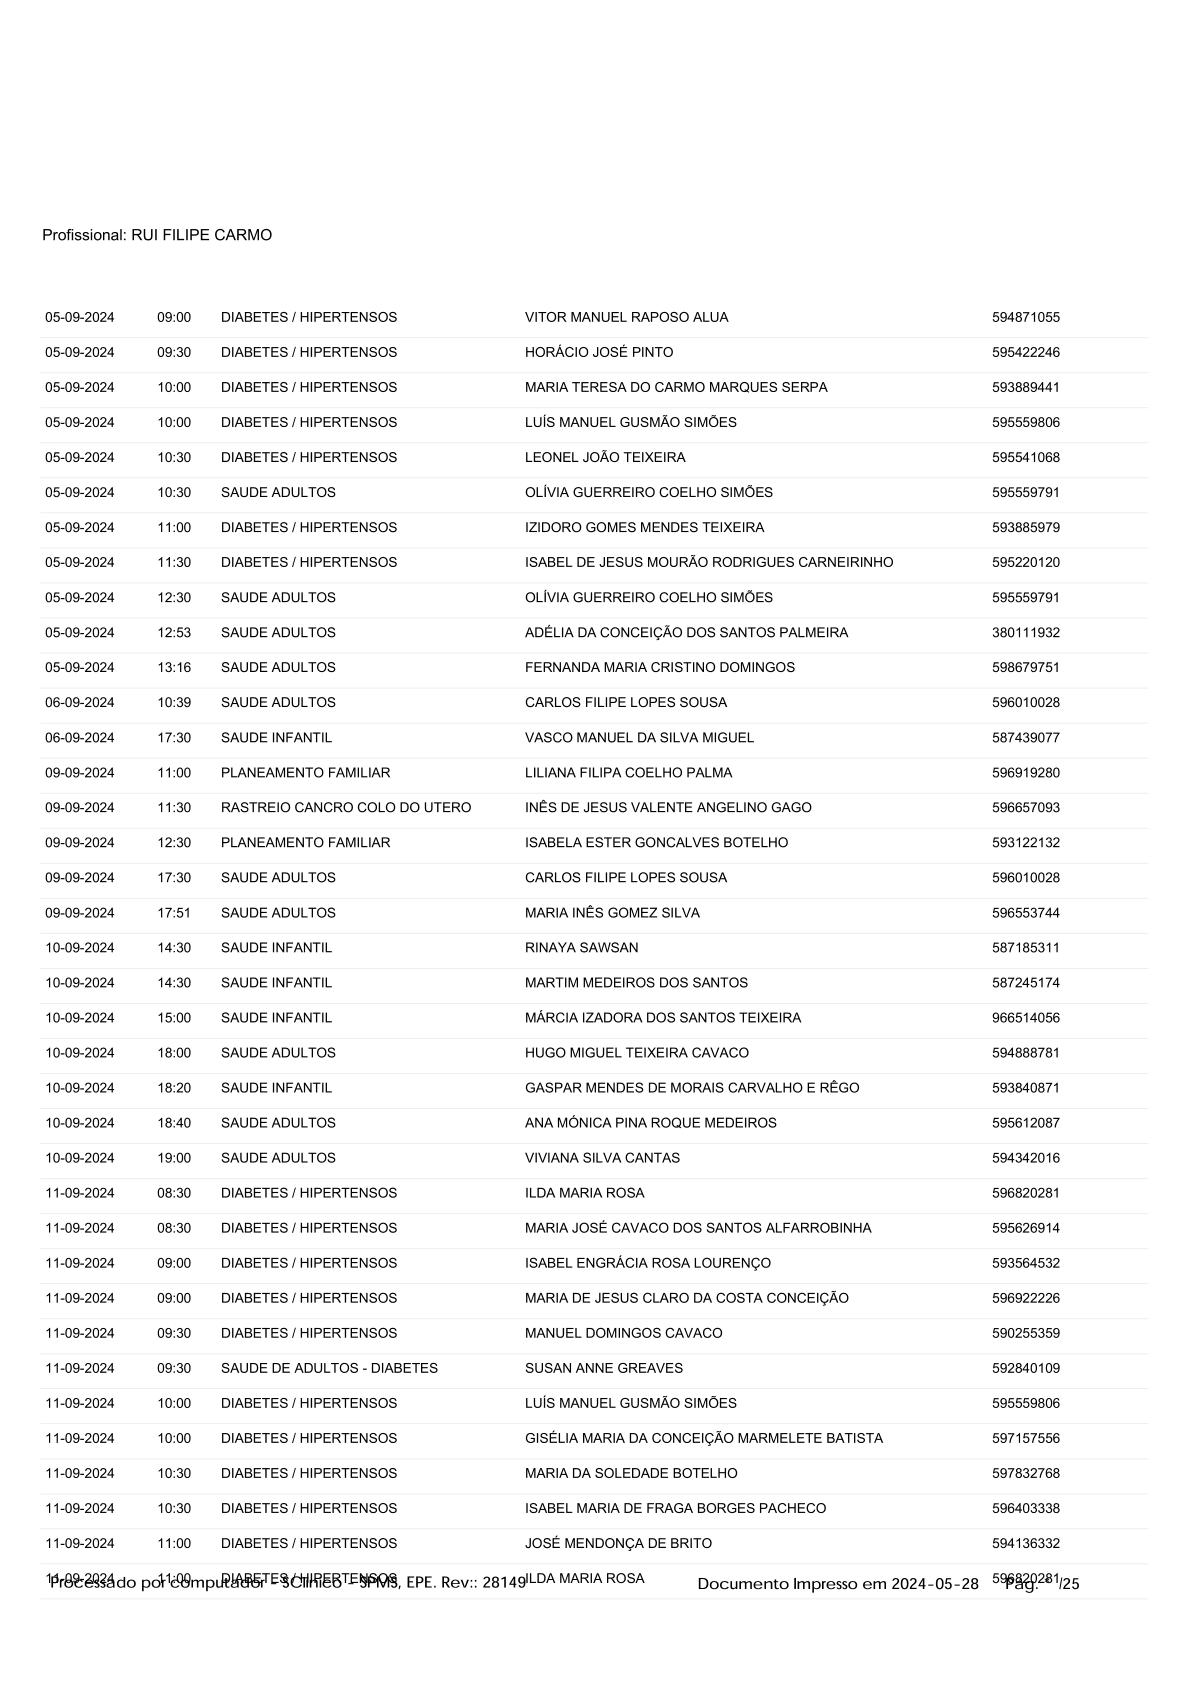 Profissional: RUI FILIPE CARMO
05-09-2024 09:00 DIABETES / HIPERTENSOS VITOR MANUEL RAPOSO ALUA 594871055
05-09-2024 09:30 DIABETES / HIPERTENSOS HORÁCIO JOSÉ PINTO 595422246
05-09-2024 10:00 DIABETES / HIPERTENSOS MARIA TERESA DO CARMO MARQUES SERPA 593889441
05-09-2024 10:00 DIABETES / HIPERTENSOS LUÍS MANUEL GUSMÃO SIMÕES 595559806
05-09-2024 10:30 DIABETES / HIPERTENSOS LEONEL JOÃO TEIXEIRA 595541068
05-09-2024 10:30 SAUDE ADULTOS OLÍVIA GUERREIRO COELHO SIMÕES 595559791
05-09-2024 11:00 DIABETES / HIPERTENSOS IZIDORO GOMES MENDES TEIXEIRA 593885979
05-09-2024 11:30 DIABETES / HIPERTENSOS ISABEL DE JESUS MOURÃO RODRIGUES CARNEIRINHO 595220120
05-09-2024 12:30 SAUDE ADULTOS OLÍVIA GUERREIRO COELHO SIMÕES 595559791
05-09-2024 12:53 SAUDE ADULTOS ADÉLIA DA CONCEIÇÃO DOS SANTOS PALMEIRA 380111932
05-09-2024 13:16 SAUDE ADULTOS FERNANDA MARIA CRISTINO DOMINGOS 598679751
06-09-2024 10:39 SAUDE ADULTOS CARLOS FILIPE LOPES SOUSA 596010028
06-09-2024 17:30 SAUDE INFANTIL VASCO MANUEL DA SILVA MIGUEL 587439077
09-09-2024 11:00 PLANEAMENTO FAMILIAR LILIANA FILIPA COELHO PALMA 596919280
09-09-2024 11:30 RASTREIO CANCRO COLO DO UTERO INÊS DE JESUS VALENTE ANGELINO GAGO 596657093
09-09-2024 12:30 PLANEAMENTO FAMILIAR ISABELA ESTER GONCALVES BOTELHO 593122132
09-09-2024 17:30 SAUDE ADULTOS CARLOS FILIPE LOPES SOUSA 596010028
09-09-2024 17:51 SAUDE ADULTOS MARIA INÊS GOMEZ SILVA 596553744
10-09-2024 14:30 SAUDE INFANTIL RINAYA SAWSAN 587185311
10-09-2024 14:30 SAUDE INFANTIL MARTIM MEDEIROS DOS SANTOS 587245174
10-09-2024 15:00 SAUDE INFANTIL MÁRCIA IZADORA DOS SANTOS TEIXEIRA 966514056
10-09-2024 18:00 SAUDE ADULTOS HUGO MIGUEL TEIXEIRA CAVACO 594888781
10-09-2024 18:20 SAUDE INFANTIL GASPAR MENDES DE MORAIS CARVALHO E RÊGO 593840871
10-09-2024 18:40 SAUDE ADULTOS ANA MÓNICA PINA ROQUE MEDEIROS 595612087
10-09-2024 19:00 SAUDE ADULTOS VIVIANA SILVA CANTAS 594342016
11-09-2024 08:30 DIABETES / HIPERTENSOS ILDA MARIA ROSA 596820281
11-09-2024 08:30 DIABETES / HIPERTENSOS MARIA JOSÉ CAVACO DOS SANTOS ALFARROBINHA 595626914
11-09-2024 09:00 DIABETES / HIPERTENSOS ISABEL ENGRÁCIA ROSA LOURENÇO 593564532
11-09-2024 09:00 DIABETES / HIPERTENSOS MARIA DE JESUS CLARO DA COSTA CONCEIÇÃO 596922226
11-09-2024 09:30 DIABETES / HIPERTENSOS MANUEL DOMINGOS CAVACO 590255359
11-09-2024 09:30 SAUDE DE ADULTOS - DIABETES SUSAN ANNE GREAVES 592840109
11-09-2024 10:00 DIABETES / HIPERTENSOS LUÍS MANUEL GUSMÃO SIMÕES 595559806
11-09-2024 10:00 DIABETES / HIPERTENSOS GISÉLIA MARIA DA CONCEIÇÃO MARMELETE BATISTA 597157556
11-09-2024 10:30 DIABETES / HIPERTENSOS MARIA DA SOLEDADE BOTELHO 597832768
11-09-2024 10:30 DIABETES / HIPERTENSOS ISABEL MARIA DE FRAGA BORGES PACHECO 596403338
11-09-2024 11:00 DIABETES / HIPERTENSOS JOSÉ MENDONÇA DE BRITO 594136332
11-09-2024 11:00 DIABETES / HIPERTENSOS ILDA MARIA ROSA 596820281
Processado por computador - SClínico - SPMS, EPE. Rev:: 28149 Documento Impresso em 2024-05-28 Pág. /25